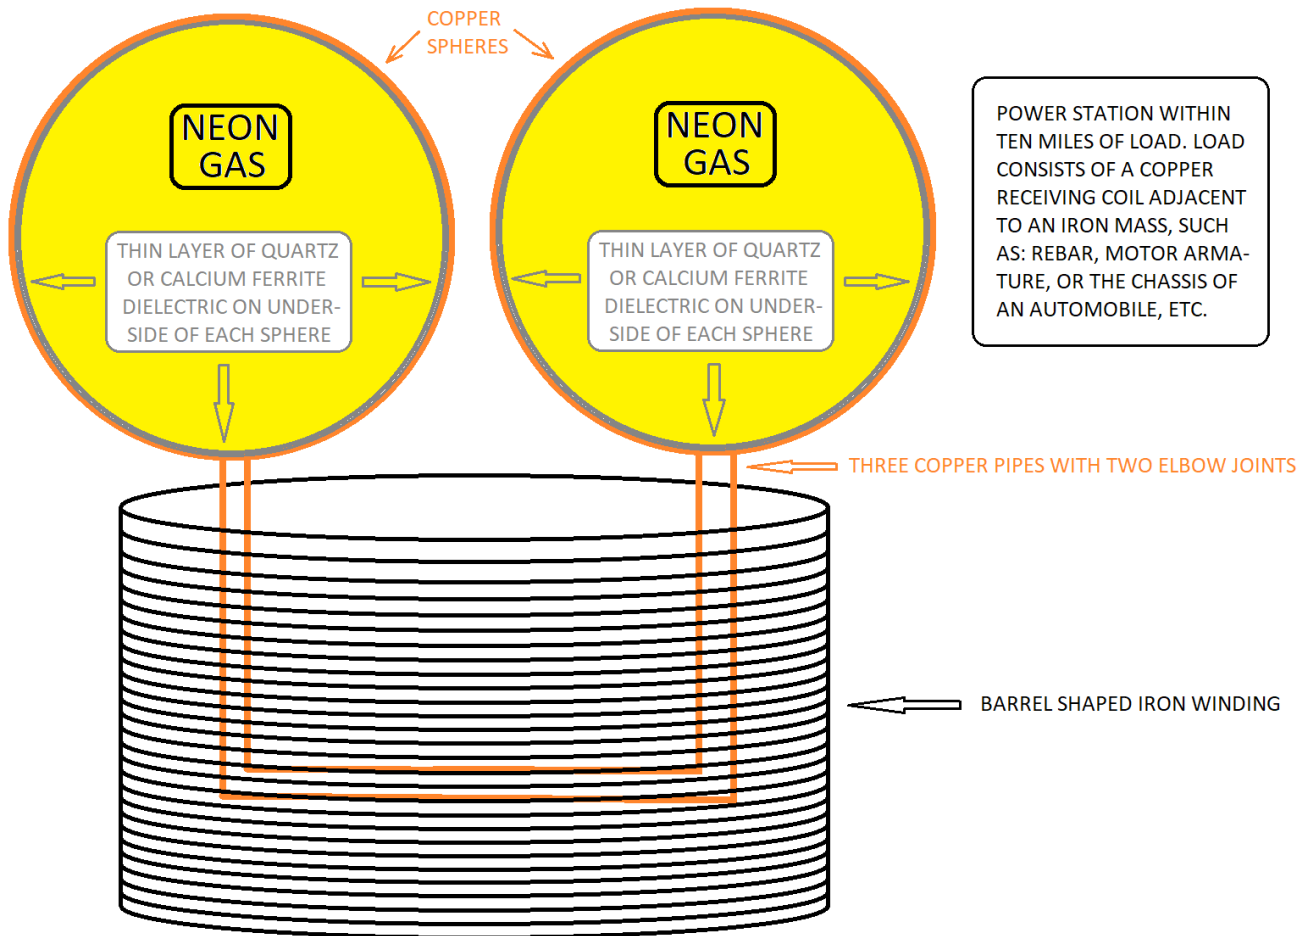 COPPER
SPHERES
NEON
GAS
NEON
GAS
POWER STATION WITHIN
TEN MILES OF LOAD. LOAD
CONSISTS OF A COPPER
RECEIVING COIL ADJACENT
TO AN IRON MASS, SUCH
AS: REBAR, MOTOR ARMA-
TURE, OR THE CHASSIS OF
AN AUTOMOBILE, ETC.
THIN LAYER OF QUARTZ
OR CALCIUM FERRITE
DIELECTRIC ON UNDER-
SIDE OF EACH SPHERE
THIN LAYER OF QUARTZ
OR CALCIUM FERRITE
DIELECTRIC ON UNDER-
SIDE OF EACH SPHERE
THREE COPPER PIPES WITH TWO ELBOW JOINTS
BARREL SHAPED IRON WINDING